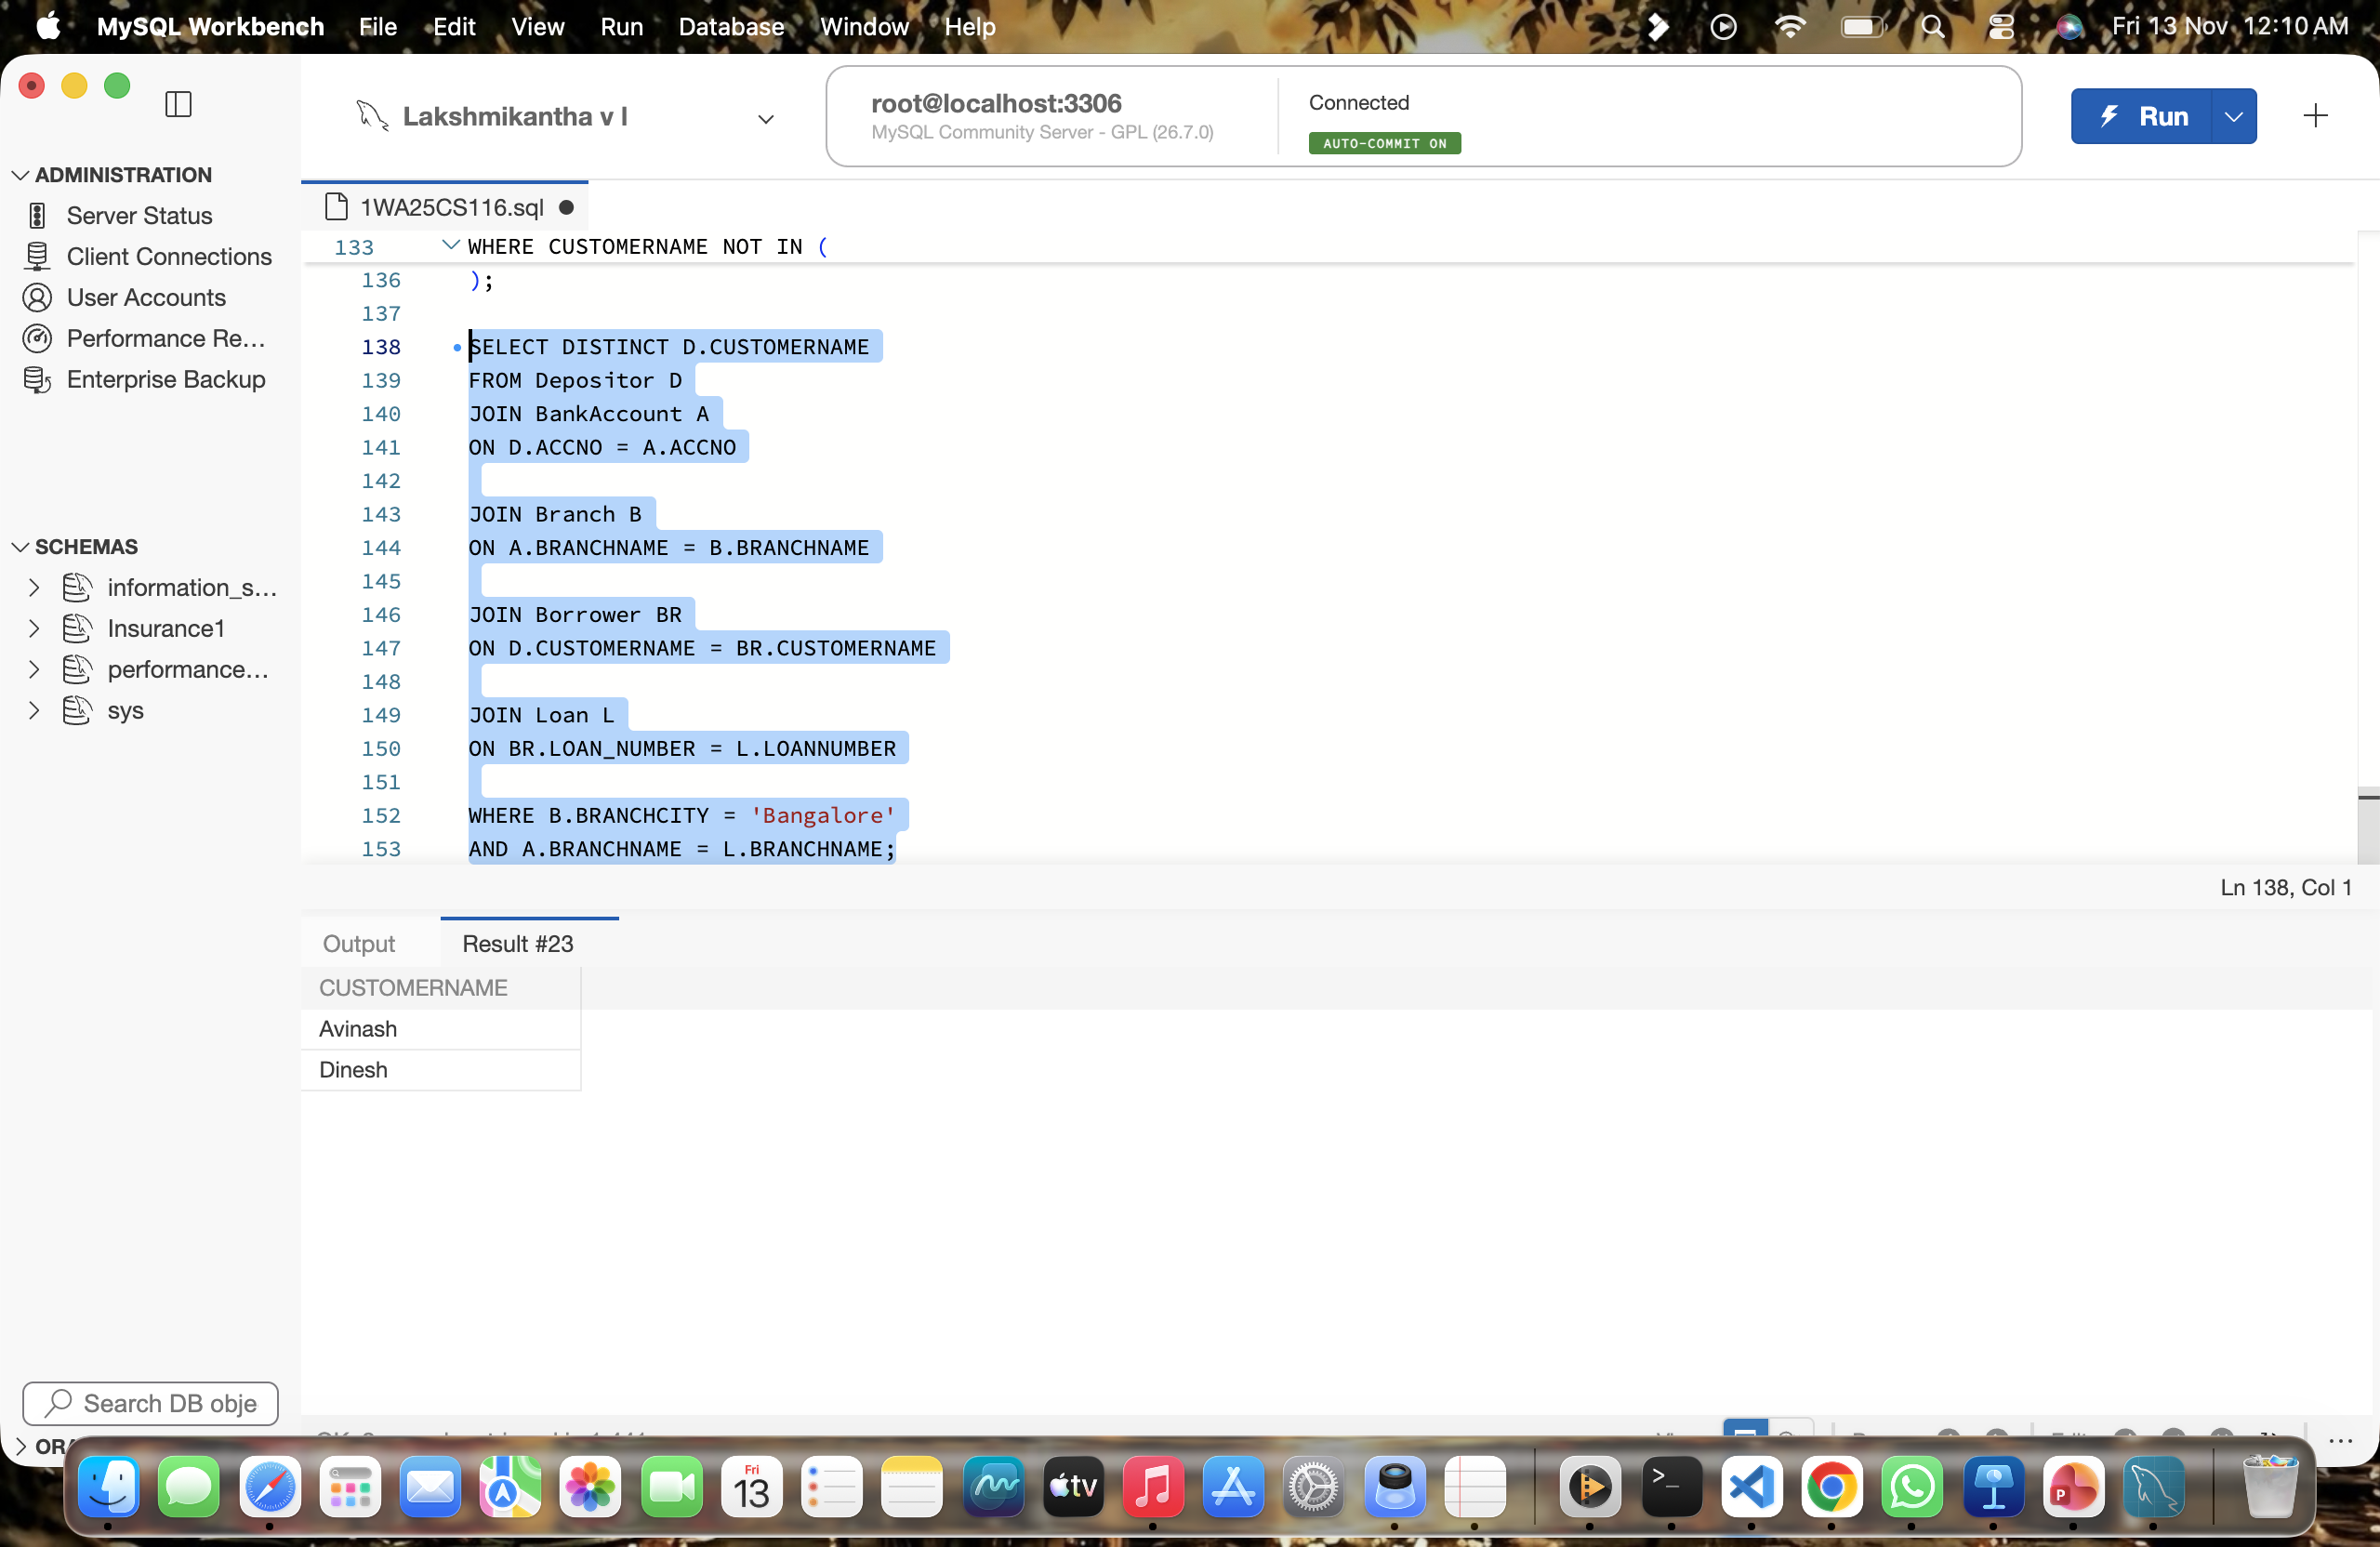 MySQL Workbench File Edit View Run Database Window Help Fri 13 Nov 12:10 AM
Lakshmikantha v l
root@localhost:3306
MySQL Community Server - GPL (26.7.0)
Connected
AUTO-COMMIT ON
Run
ADMINISTRATION
Server Status
Client Connections
User Accounts
Performance Re...
Enterprise Backup
SCHEMAS
information_s...
Insurance1
performance...
sys
Search DB obje
1WA25CS116.sql
133 WHERE CUSTOMERNAME NOT IN (
136 );
137
138 SELECT DISTINCT D.CUSTOMERNAME
139 FROM Depositor D
140 JOIN BankAccount A
141 ON D.ACCNO = A.ACCNO
142
143 JOIN Branch B
144 ON A.BRANCHNAME = B.BRANCHNAME
145
146 JOIN Borrower BR
147 ON D.CUSTOMERNAME = BR.CUSTOMERNAME
148
149 JOIN Loan L
150 ON BR.LOAN_NUMBER = L.LOANNUMBER
151
152 WHERE B.BRANCHCITY = 'Bangalore'
153 AND A.BRANCHNAME = L.BRANCHNAME;
Ln 138, Col 1
Output Result #23
CUSTOMERNAME
Avinash
Dinesh
Fri
13
tv
P